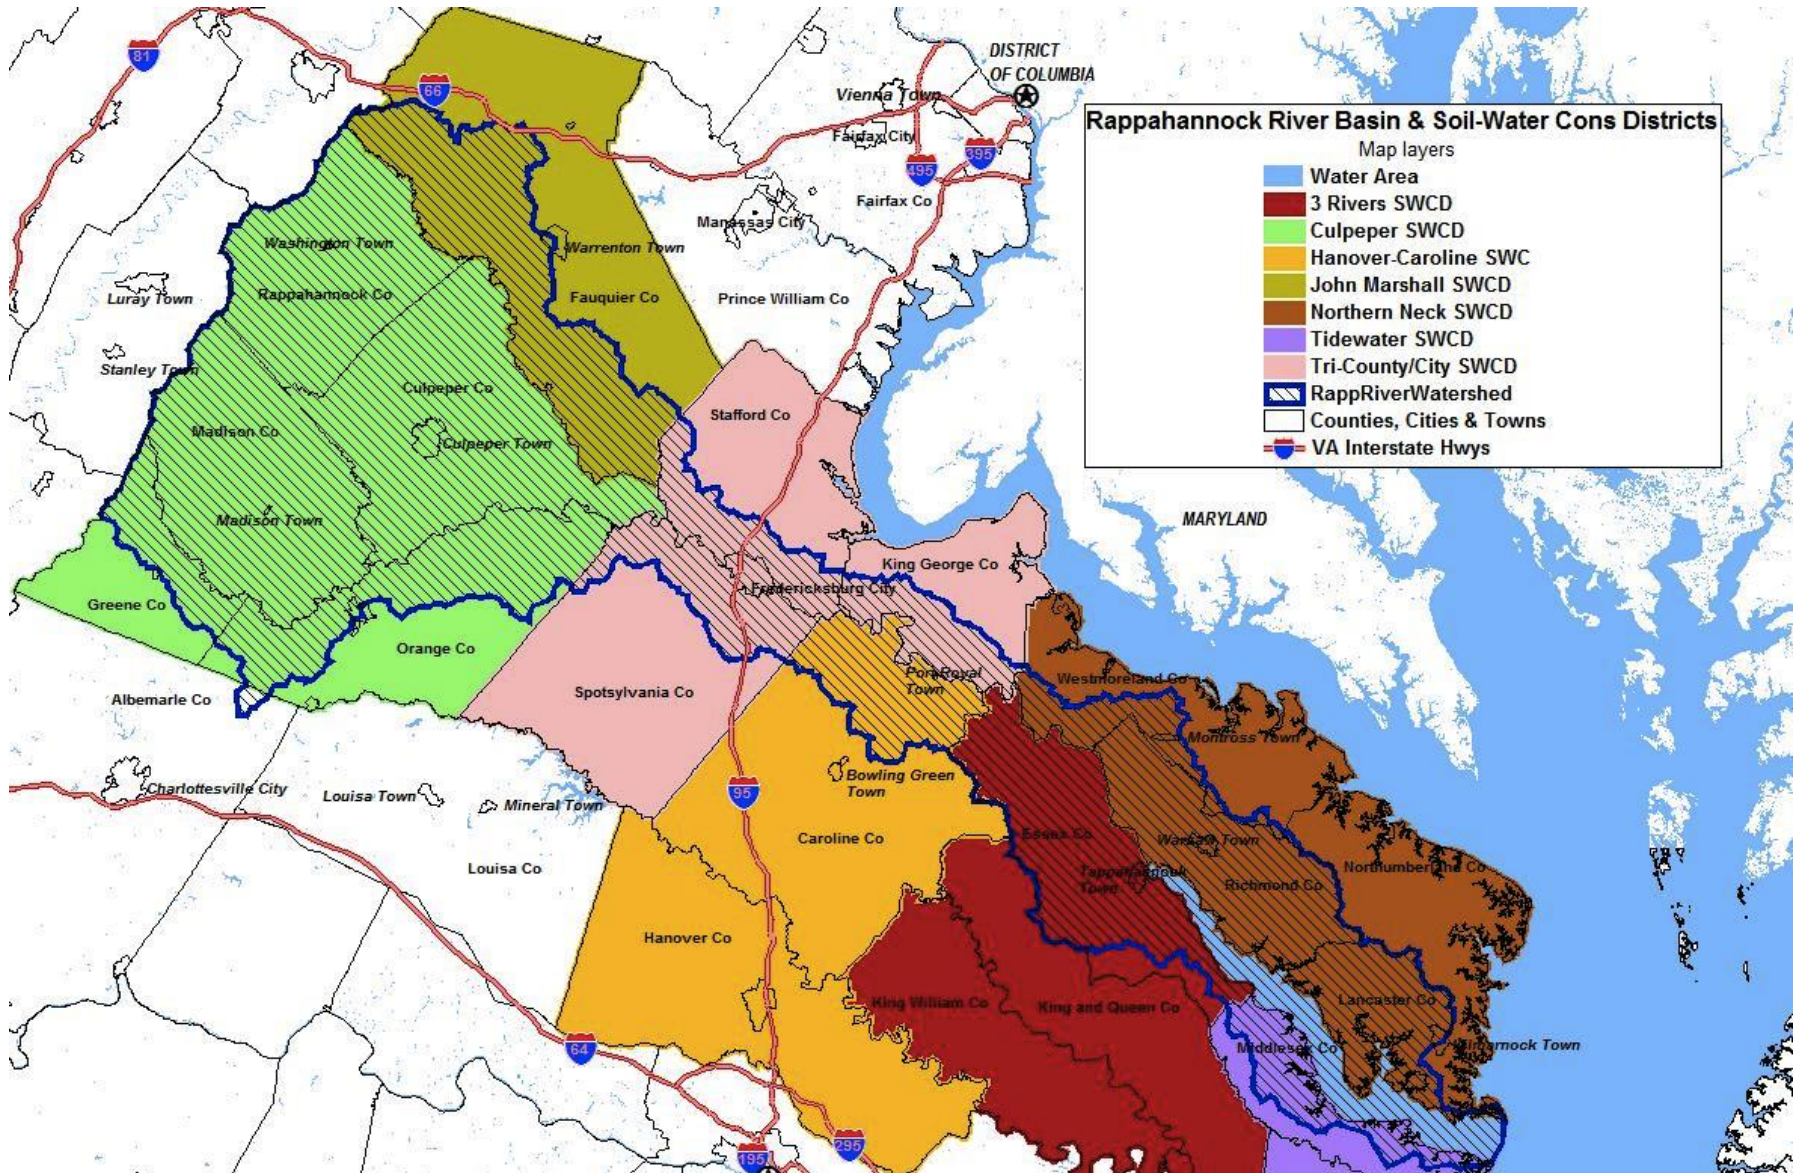 81
66
DISTRICT
OF COLUMBIA
Vienna Town
Fairfax City
395
495
Fairfax Co
Manassas City
Rappahannock River Basin & Soil-Water Cons Districts
Map layers
Water Area
3 Rivers SWCD
Culpeper SWCD
Hanover-Caroline SWC
John Marshall SWCD
Northern Neck SWCD
Tidewater SWCD
Tri-County/City SWCD
RappRiverWatershed
Counties, Cities & Towns
VA Interstate Hwys
Washington Town
Warrenton Town
Luray Town
Rappahannock Co
Fauquier Co
Prince William Co
Stanley Town
Culpeper Co
Stafford Co
Madison Co
Culpeper Town
Madison Town
MARYLAND
King George Co
Fredericksburg City
Greene Co
Orange Co
Port Royal
Town
Westmoreland Co
Albemarle Co
Spotsylvania Co
Montross Town
Bowling Green
Town
Charlottesville City
Louisa Town
Mineral Town
95
Caroline Co
Essex Co
Warsaw Town
Louisa Co
Tappahannock
Town
Richmond Co
Northumberland Co
Hanover Co
King William Co
King and Queen Co
Lancaster Co
64
Middlesex Co
Kilmarnock Town
295
195